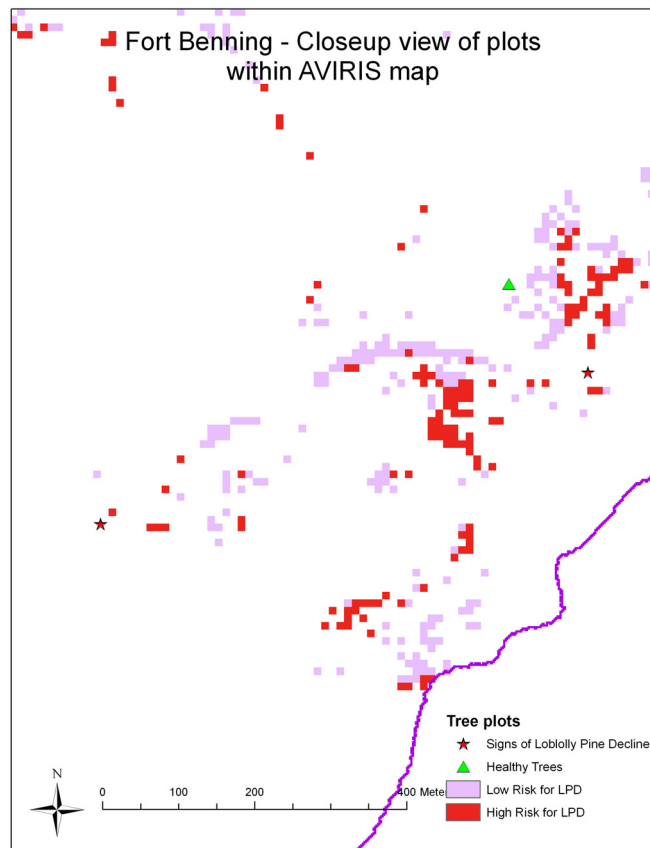 Fort Benning - Closeup view of plots
within AVIRIS map
Tree plots
Signs of Loblolly Pine Decline
Healthy Trees
Low Risk for LPD
High Risk for LPD
N
0 100 200 400 Mete